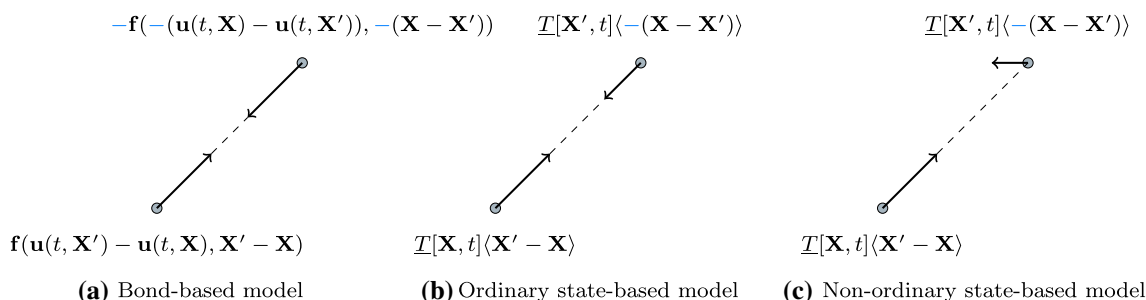 −f(−(u(t, X) − u(t, X′)), −(X − X′))
T[X′, t]⟨−(X − X′)⟩
T[X′, t]⟨−(X − X′)⟩
f(u(t, X′) − u(t, X), X′ − X)
T[X, t]⟨X′ − X⟩
T[X, t]⟨X′ − X⟩
(a) Bond-based model
(b) Ordinary state-based model
(c) Non-ordinary state-based model